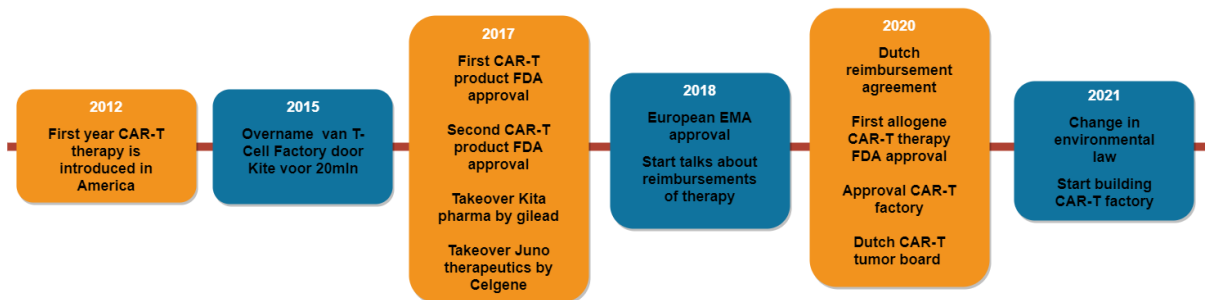 2012
First year CAR-T
therapy is
introduced in
America
2015
Overname van T-
Cell Factory door
Kite voor 20mln
2017
First CAR-T
product FDA
approval
Second CAR-T
product FDA
approval
Takeover Kita
pharma by gilead
Takeover Juno
therapeutics by
Celgene
2018
European EMA
approval
Start talks about
reimbursements
of therapy
2020
Dutch
reimbursement
agreement
First allogene
CAR-T therapy
FDA approval
Approval CAR-T
factory
Dutch CAR-T
tumor board
2021
Change in
environmental
law
Start building
CAR-T factory